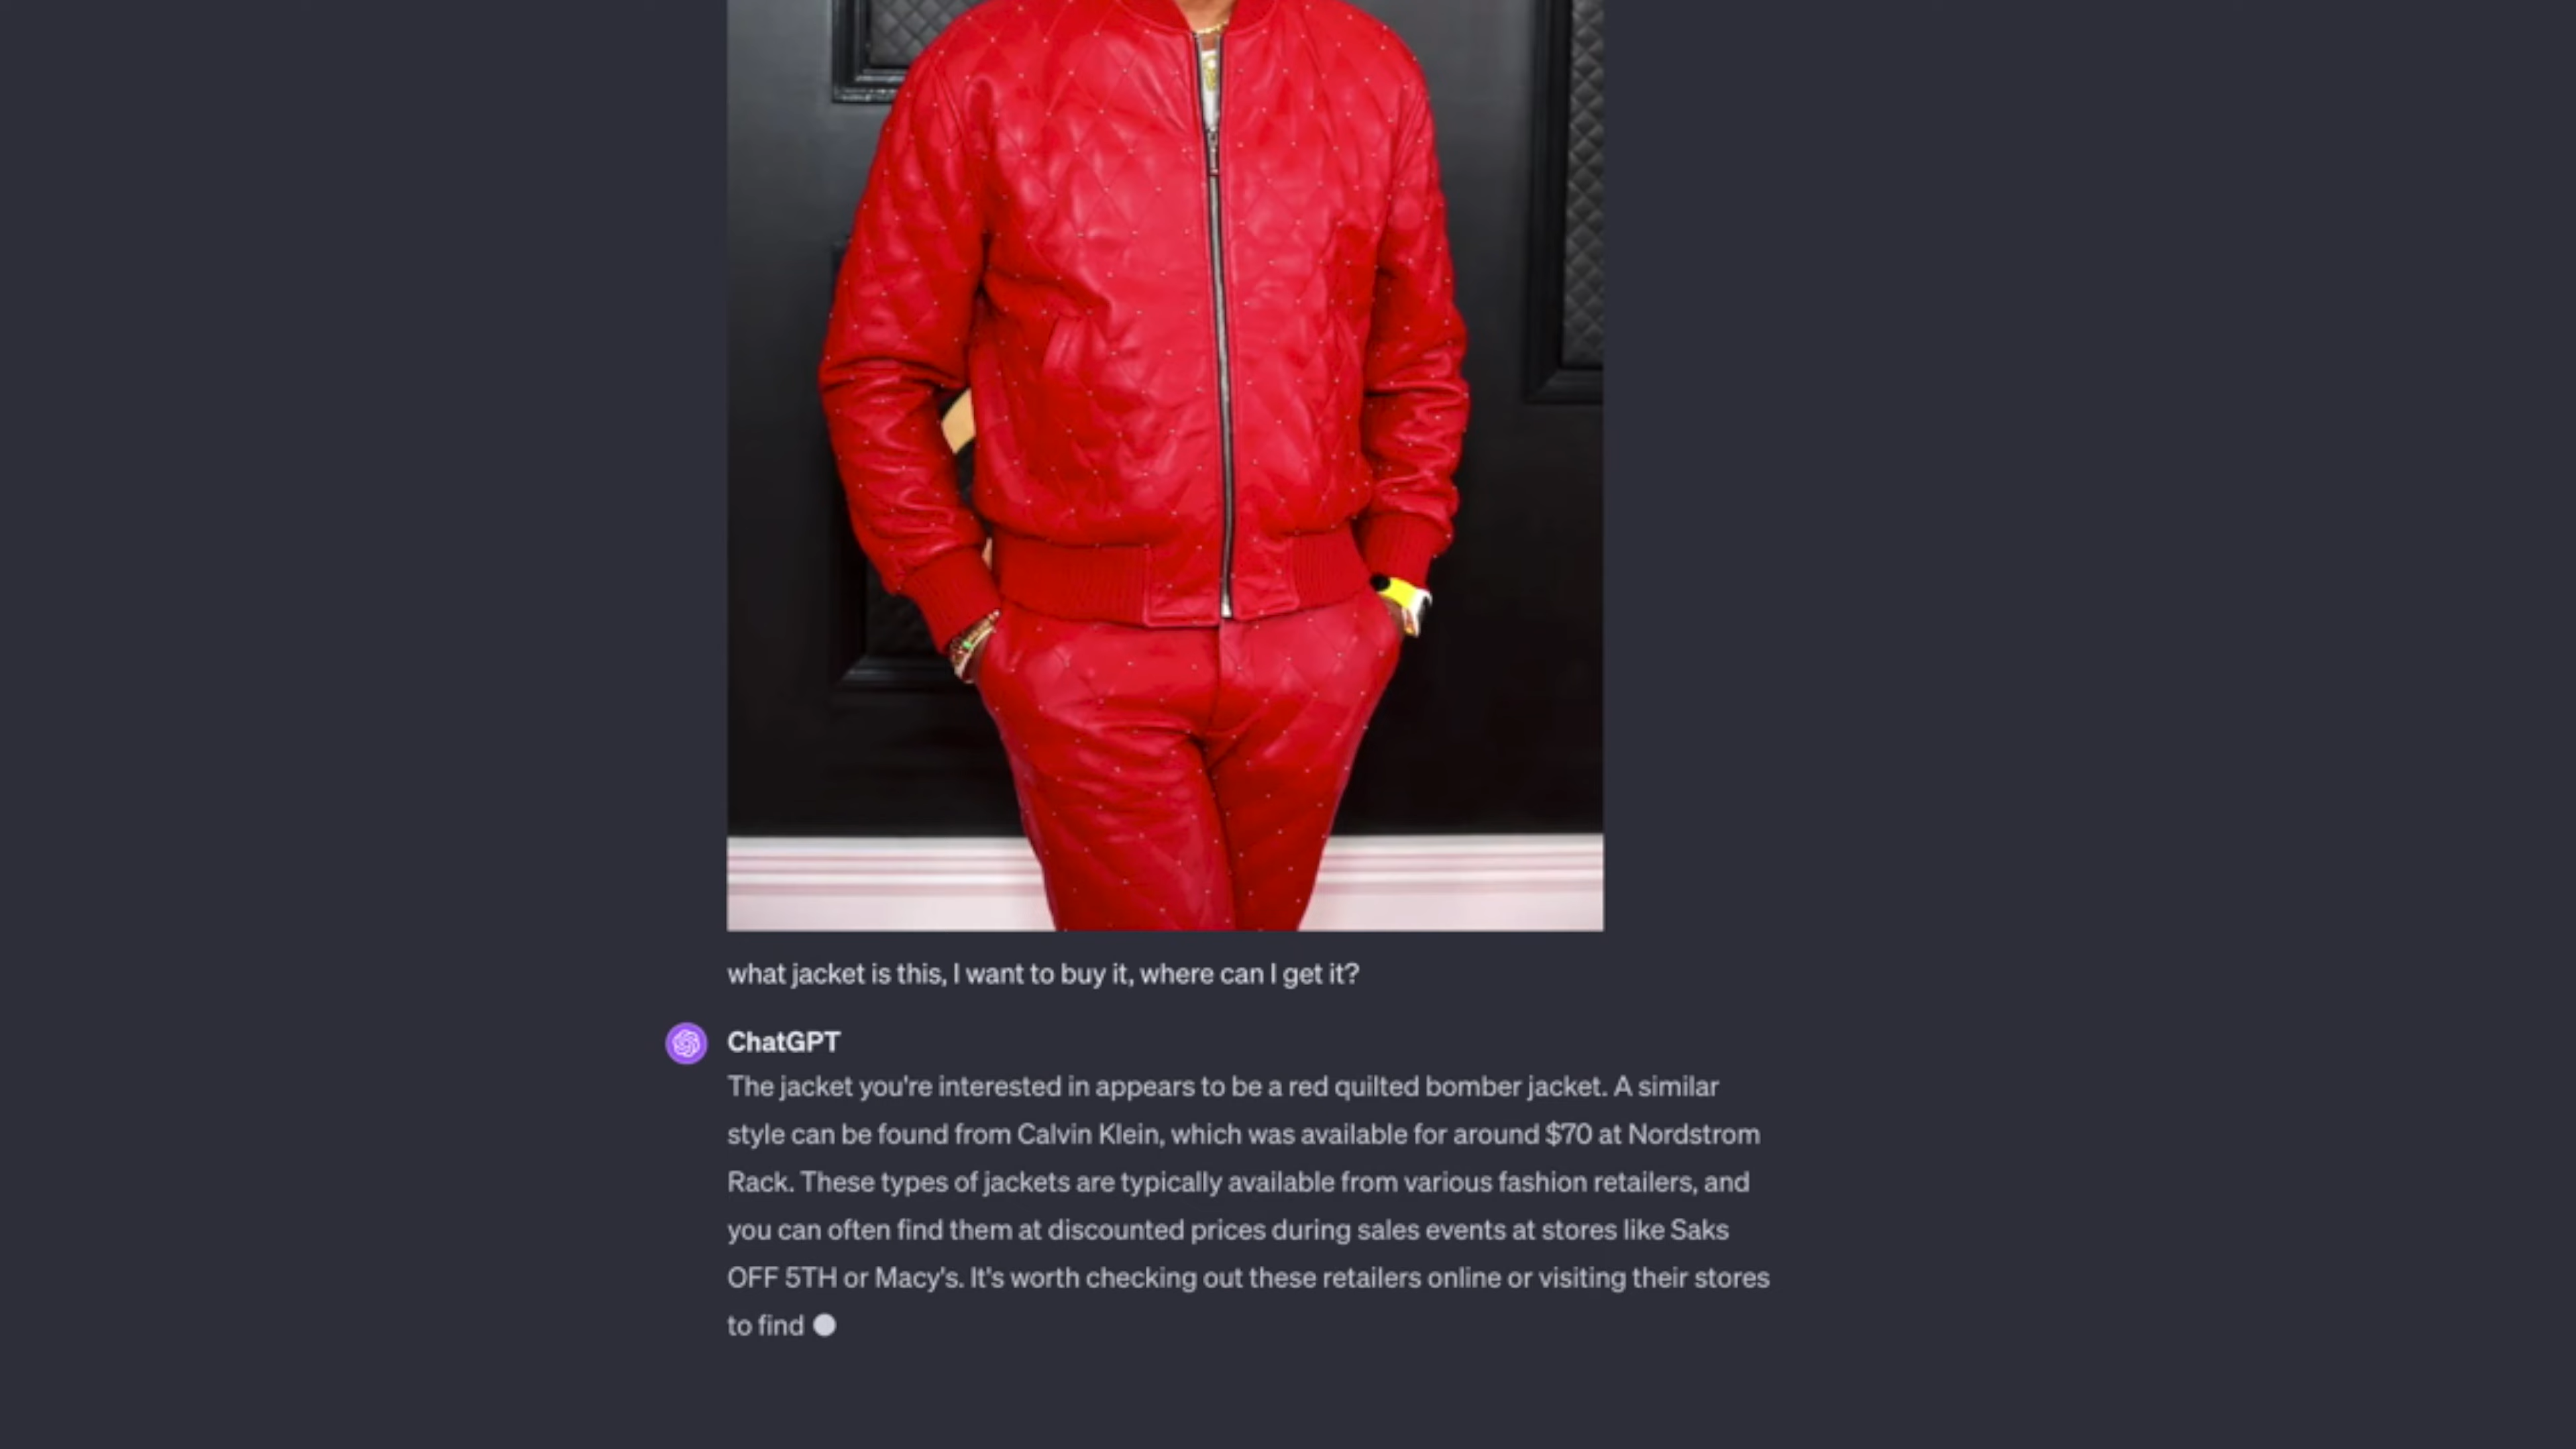 what jacket is this, I want to buy it, where can I get it?
ChatGPT
The jacket you're interested in appears to be a red quilted bomber jacket. A similar
style can be found from Calvin Klein, which was available for around $70 at Nordstrom
Rack. These types of jackets are typically available from various fashion retailers, and
you can often find them at discounted prices during sales events at stores like Saks
OFF 5TH or Macy's. It's worth checking out these retailers online or visiting their stores
to find